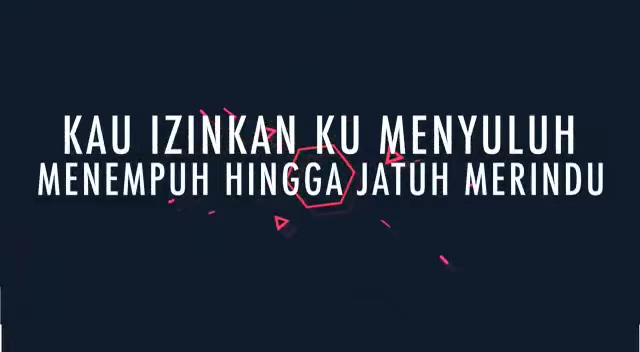 KAU IZINKAN KU MENYULUH
MENEMPUH HINGGA JATUH MERINDU